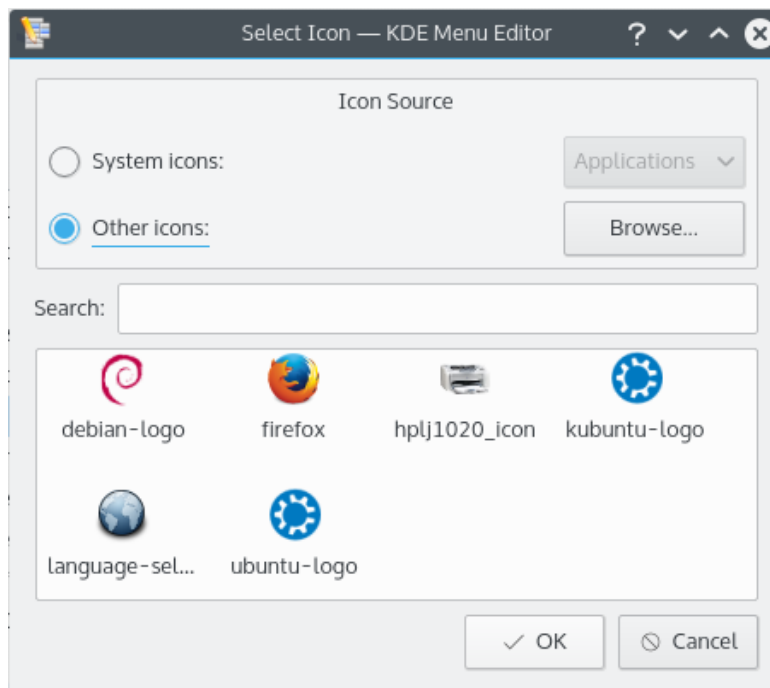 Select Icon — KDE Menu Editor
Icon Source
System icons:
Applications
Other icons:
Browse...
Search:
debian-logo firefox hplj1020_icon kubuntu-logo
language-sel... ubuntu-logo
OK Cancel